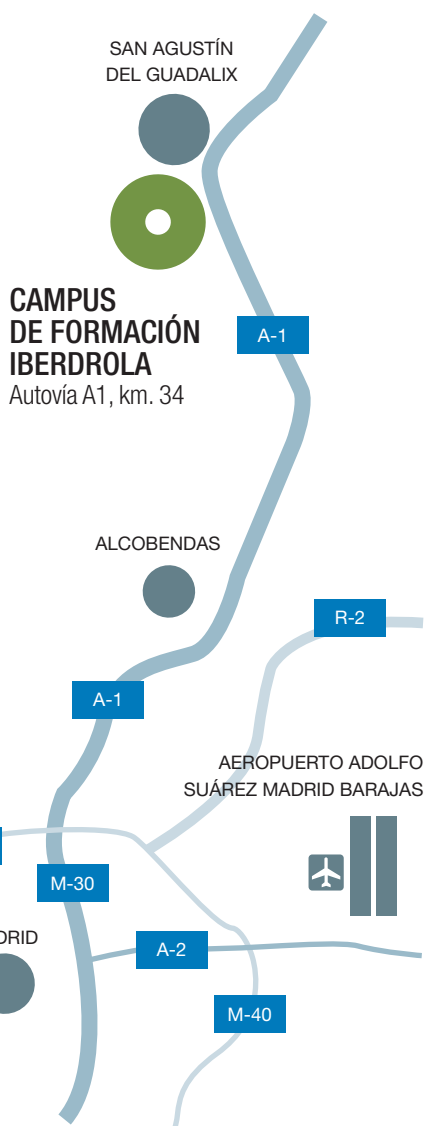 SAN AGUSTÍN
DEL GUADALIX
CAMPUS
DE FORMACIÓN
IBERDROLA
Autovía A1, km. 34
A-1
ALCOBENDAS
R-2
A-1
AEROPUERTO ADOLFO
SUÁREZ MADRID BARAJAS
M-30
DRID
A-2
M-40